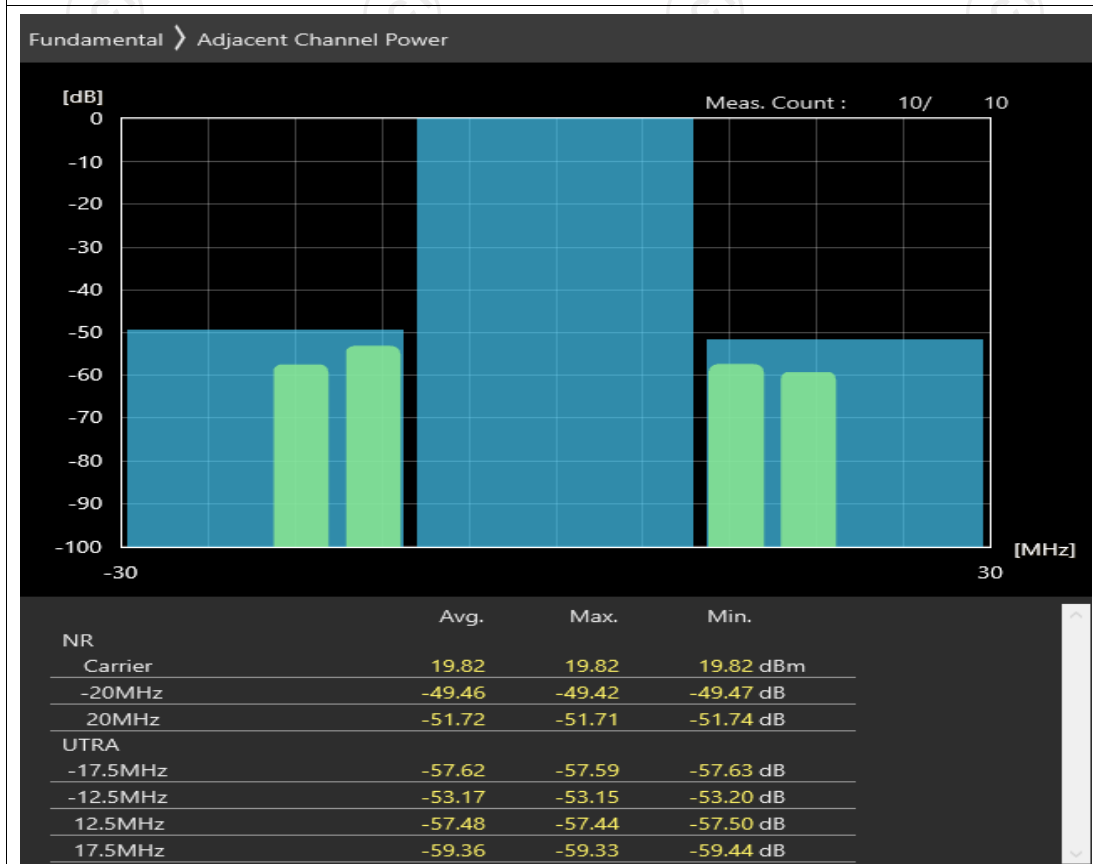 Fundamental 》 Adjacent Channel Power
[dB]
Meas. Count : 10/ 10
0
-10
-20
-30
-40
-50
-60
-70
-80
-90
-100
[MHz]
-30 30
Avg. Max. Min.
NR
Carrier 19.82 19.82 19.82 dBm
-20MHz -49.46 -49.42 -49.47 dB
20MHz -51.72 -51.71 -51.74 dB
UTRA
-17.5MHz -57.62 -57.59 -57.63 dB
-12.5MHz -53.17 -53.15 -53.20 dB
12.5MHz -57.48 -57.44 -57.50 dB
17.5MHz -59.36 -59.33 -59.44 dB